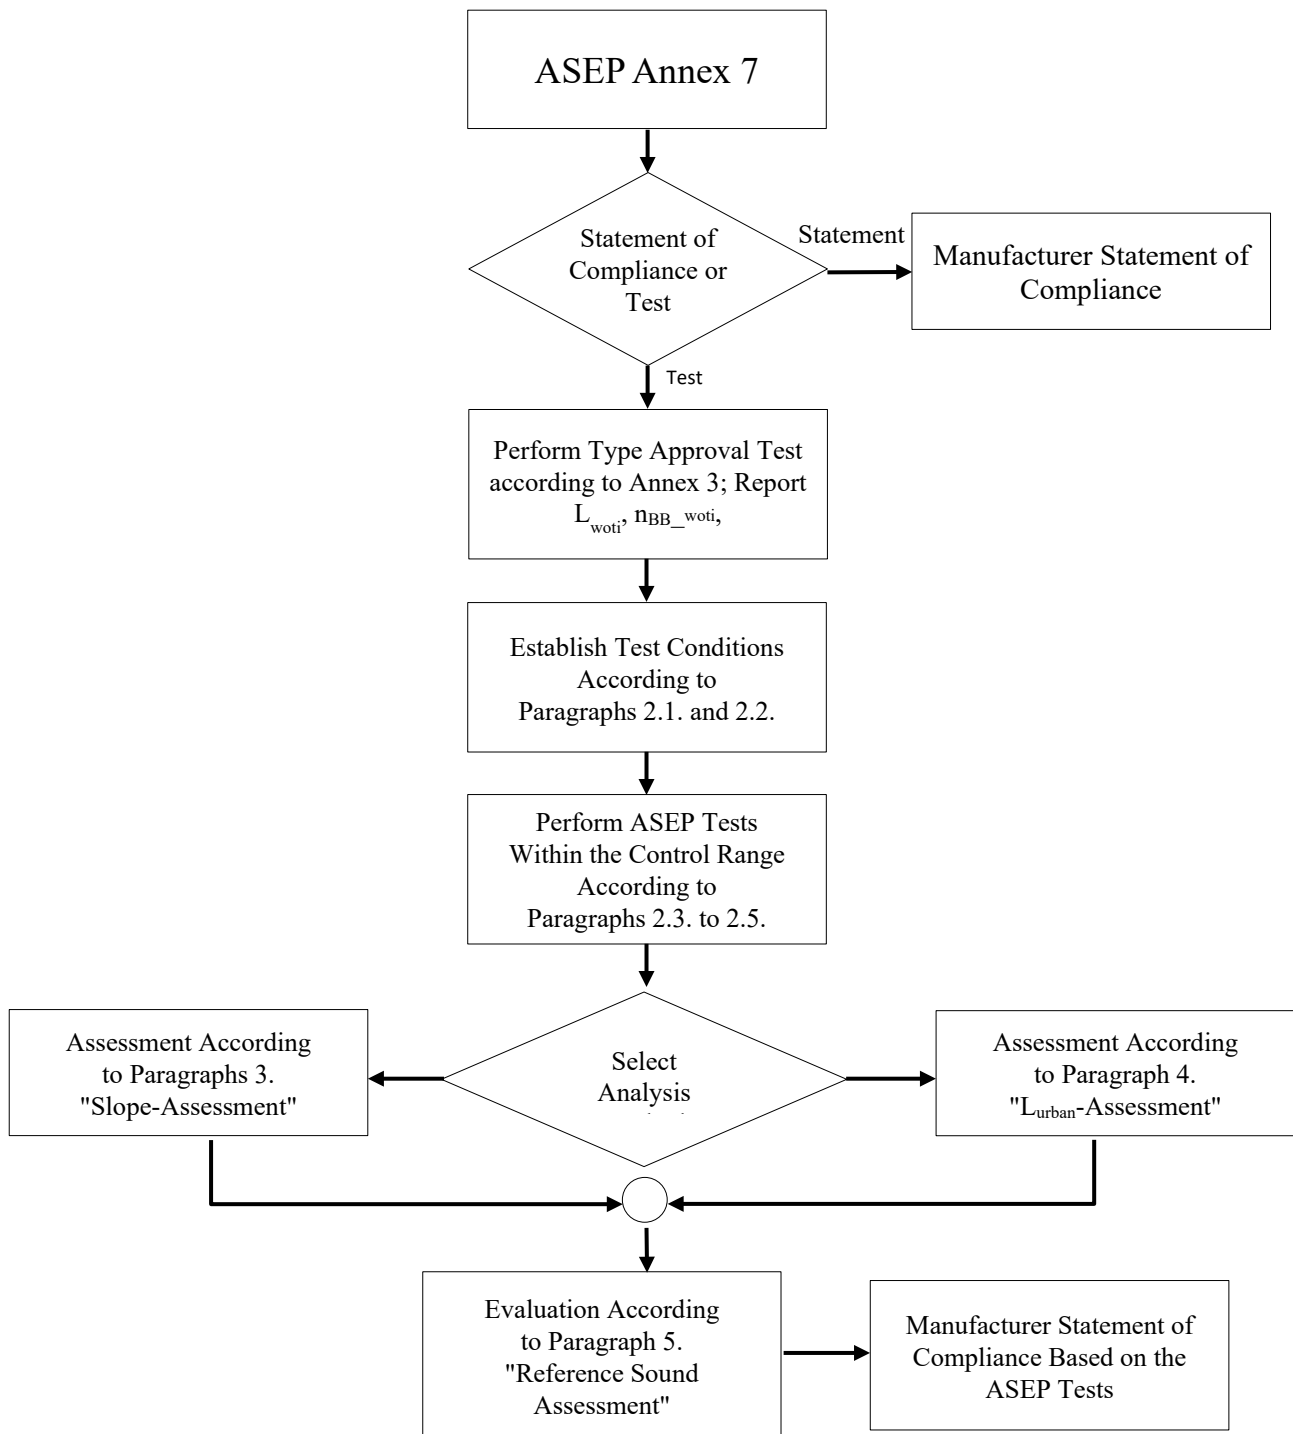 ASEP Annex 7
Statement of
Compliance or
Test
Statement
Manufacturer Statement of
Compliance
Test
Perform Type Approval Test
according to Annex 3; Report
Lwoti, nBB_woti,
Establish Test Conditions
According to
Paragraphs 2.1. and 2.2.
Perform ASEP Tests
Within the Control Range
According to
Paragraphs 2.3. to 2.5.
Assessment According
to Paragraphs 3.
"Slope-Assessment"
Select
Analysis
Assessment According
to Paragraph 4.
"Lurban-Assessment"
Evaluation According
to Paragraph 5.
"Reference Sound
Assessment"
Manufacturer Statement of
Compliance Based on the
ASEP Tests